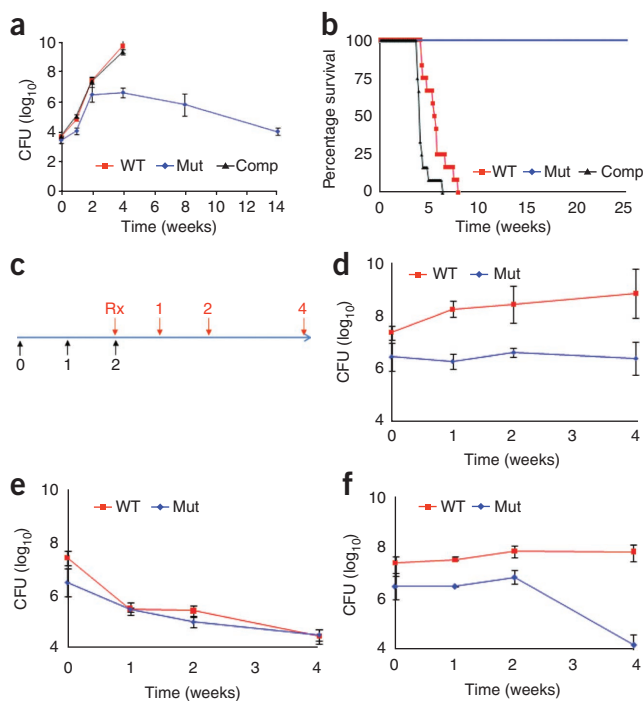 a
CFU (log10)
10
8
6
4
2
0
0 2 4 6 8 10 12 14
WT Mut Comp
Time (weeks)
b
Percentage survival
100
75
50
25
0
0 5 10 15 20 25
WT Mut Comp
Time (weeks)
c
Rx 1 2 4
0 1 2
d
WT Mut
CFU (log10)
10
8
6
4
0 1 2 3 4
Time (weeks)
e
WT Mut
CFU (log10)
10
8
6
4
0 1 2 3 4
Time (weeks)
f
WT Mut
CFU (log10)
10
8
6
4
0 1 2 3 4
Time (weeks)